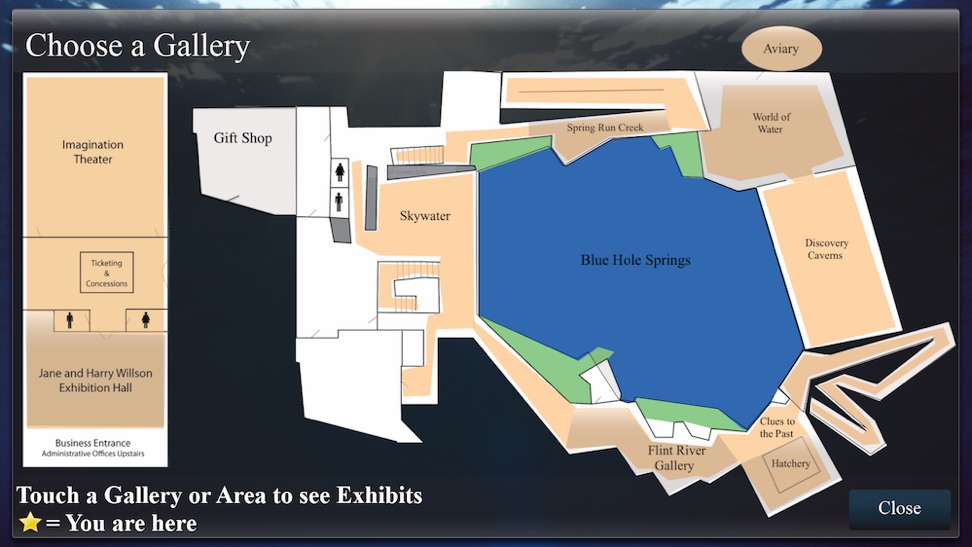 Choose a Gallery
Aviary
Imagination
Theater
Gift Shop
Spring Run Creek
World of
Water
Skywater
Ticketing
&
Concessions
Blue Hole Springs
Discovery
Caverns
Jane and Harry Willson
Exhibition Hall
Business Entrance
Administrative Offices Upstairs
Clues to
the Past
Flint River
Gallery
Hatchery
Touch a Gallery or Area to see Exhibits
= You are here
Close